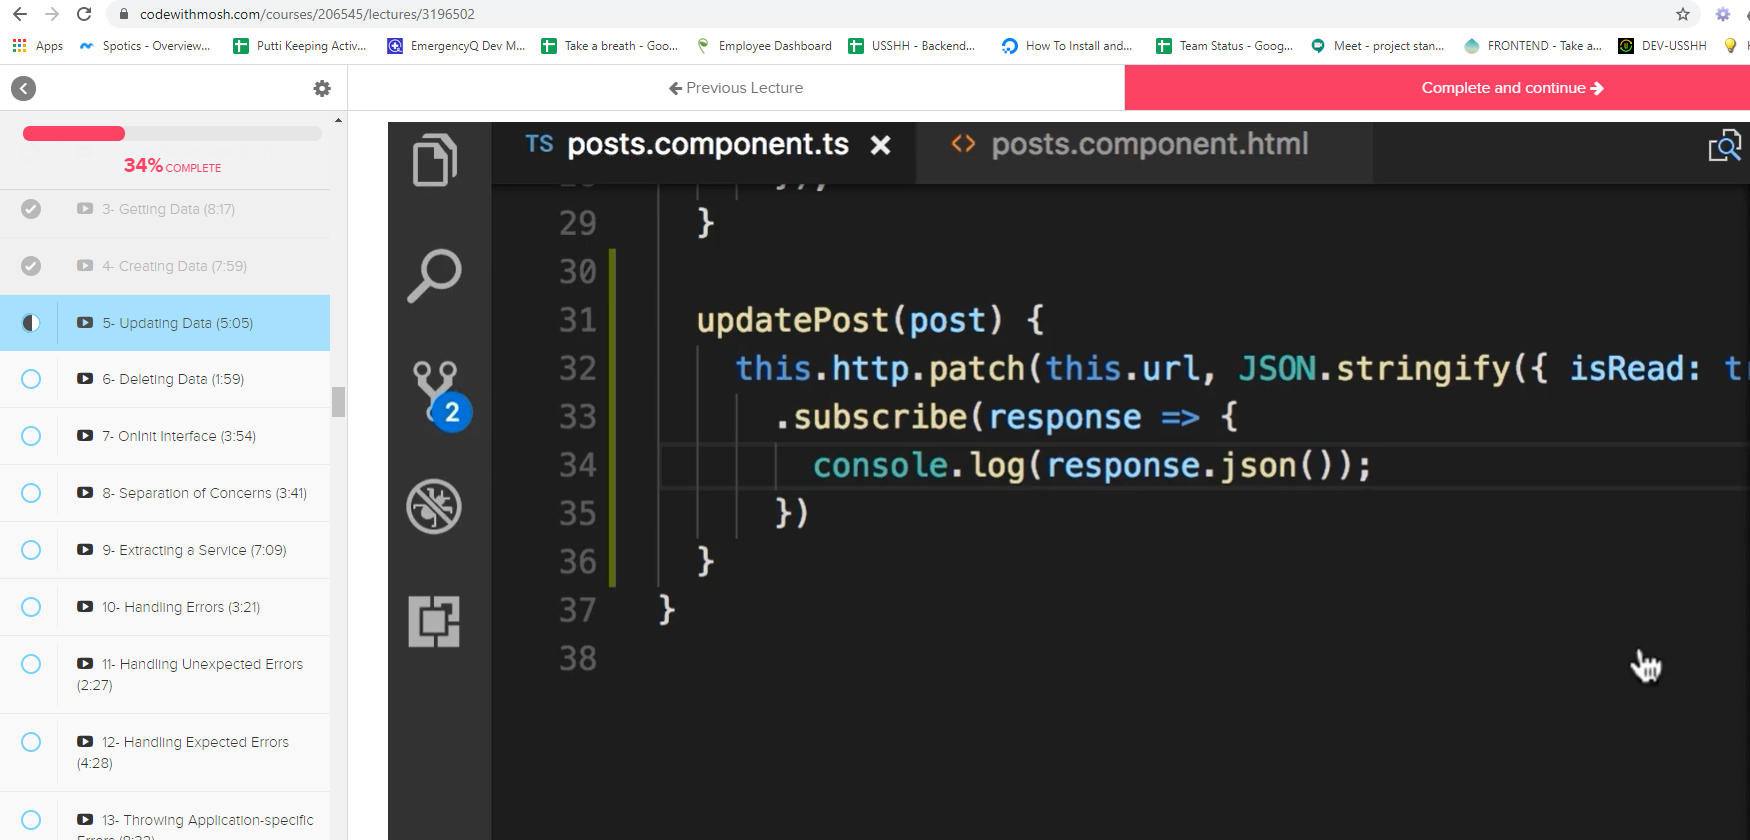 codewithmosh.com/courses/206545/lectures/3196502
Apps
Spotics - Overview...
Putti Keeping Activ...
EmergencyQ Dev M...
Take a breath - Goo...
Employee Dashboard
USSHH - Backend...
How To Install and...
Team Status - Goog...
Meet - project stan...
FRONTEND - Take a...
DEV-USSHH
Previous Lecture
Complete and continue
34% COMPLETE
3- Getting Data (8:17)
4- Creating Data (7:59)
5- Updating Data (5:05)
6- Deleting Data (1:59)
7- OnInit Interface (3:54)
8- Separation of Concerns (3:41)
9- Extracting a Service (7:09)
10- Handling Errors (3:21)
11- Handling Unexpected Errors
(2:27)
12- Handling Expected Errors
(4:28)
13- Throwing Application-specific
TS posts.component.ts
<> posts.component.html
2
29 }
30
31 updatePost(post) {
32 this.http.patch(this.url, JSON.stringify({ isRead: tr
33 .subscribe(response => {
34 console.log(response.json());
35 })
36 }
37 }
38